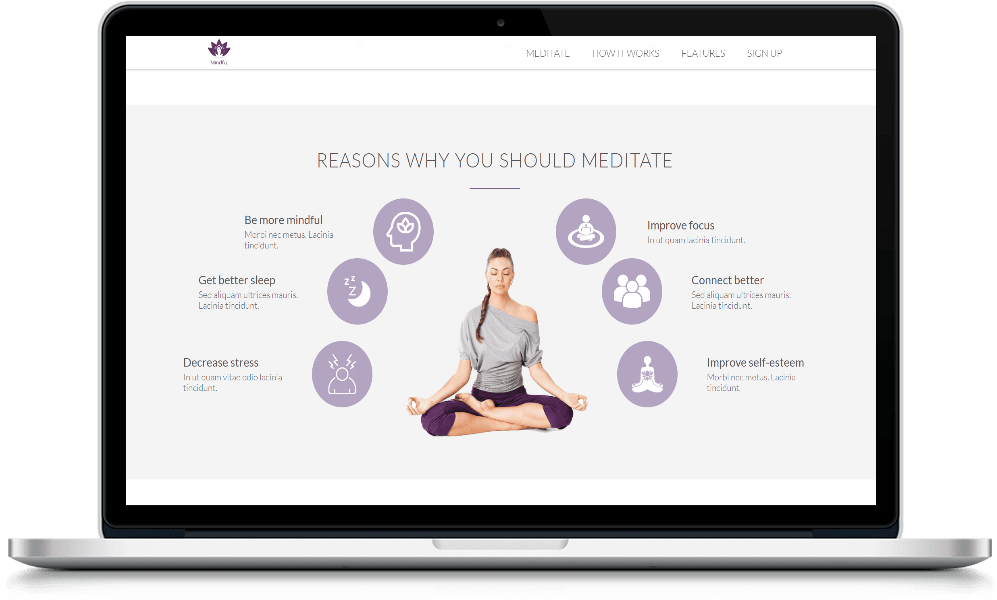 Mindful
MEDITATE HOW IT WORKS FEATURES SIGN UP
REASONS WHY YOU SHOULD MEDITATE
Be more mindful
Morbi nec metus. Lacinia
tincidunt.
Get better sleep
Sed aliquam ultrices mauris.
Lacinia tincidunt.
Decrease stress
In ut quam vitae odio lacinia
tincidunt.
z z
Z
Improve focus
In ut quam lacinia tincidunt.
Connect better
Sed aliquam ultrices mauris.
Lacinia tincidunt.
Improve self-esteem
Morbi nec metus. Lacinia
tincidunt.